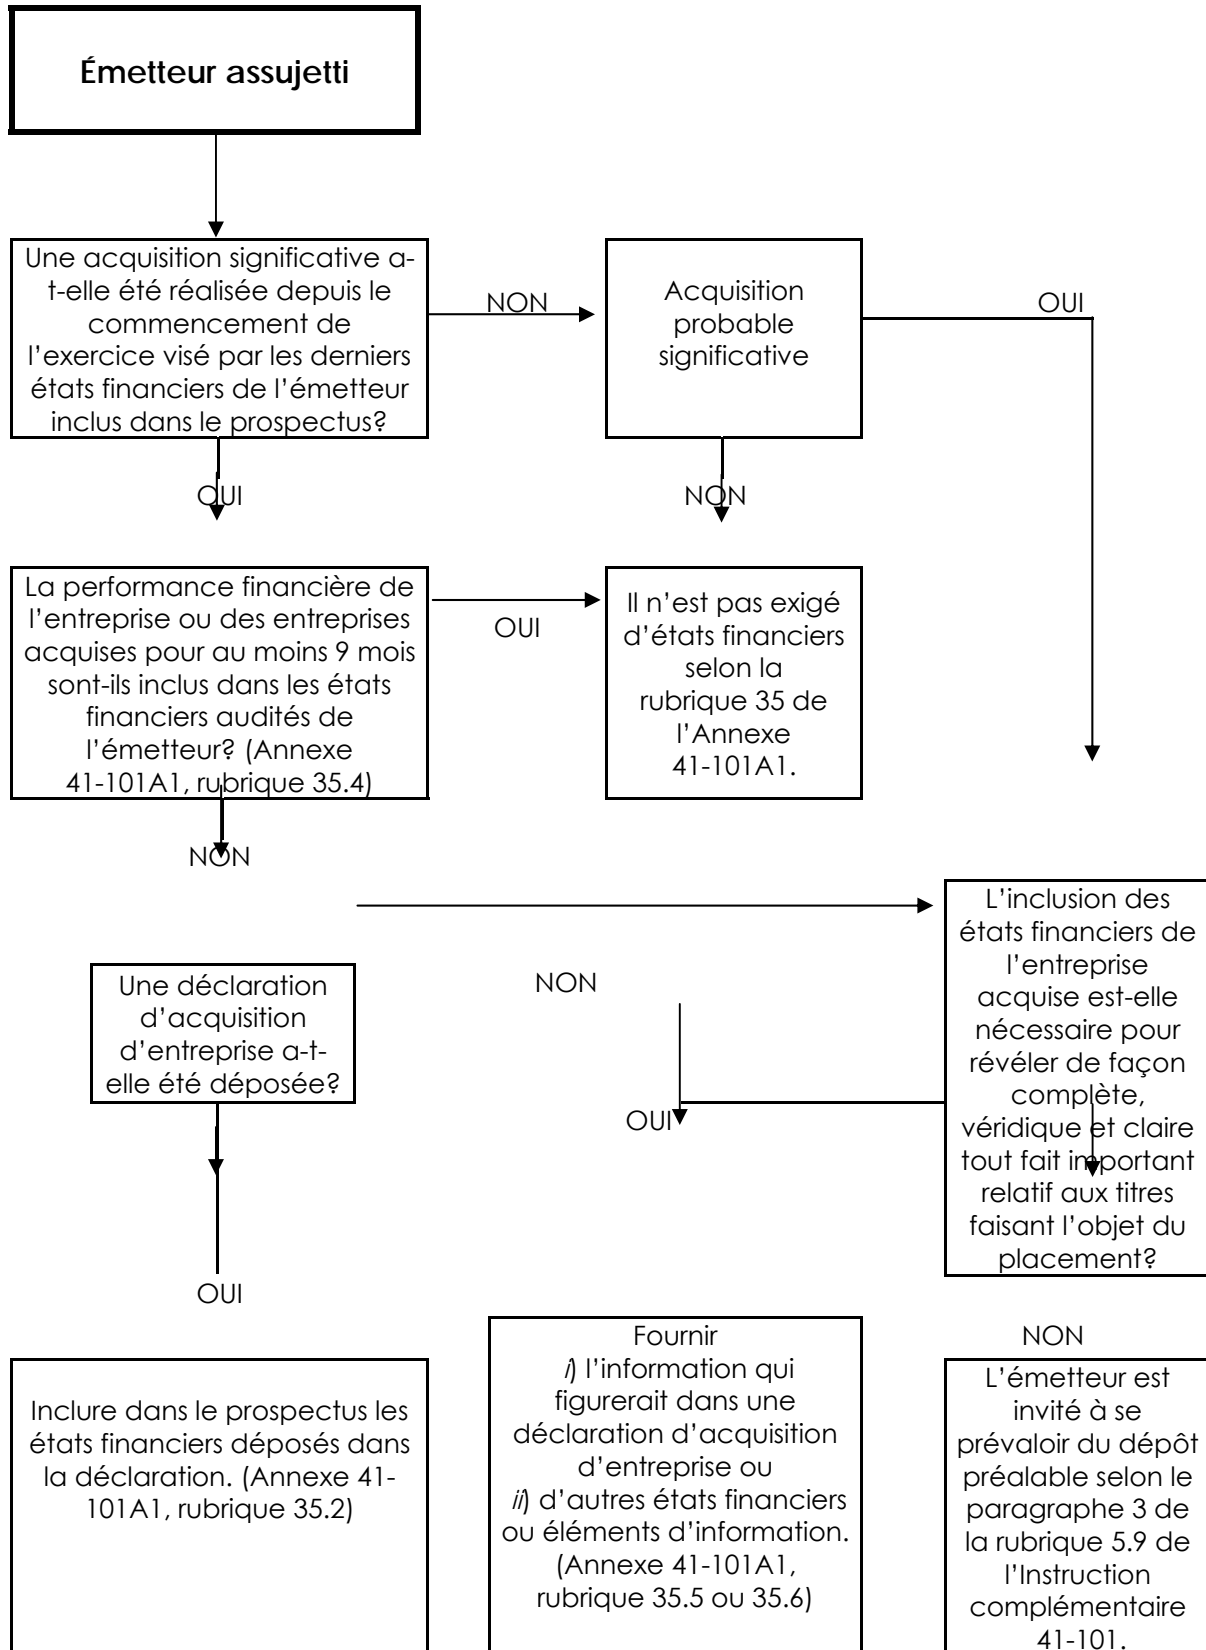 Émetteur assujetti
Une acquisition significative a-
t-elle été réalisée depuis le
commencement de
l'exercice visé par les derniers
états financiers de l'émetteur
inclus dans le prospectus?
NON
Acquisition
probable
significative
OUI
OUI
NON
La performance financière de
l'entreprise ou des entreprises
acquises pour au moins 9 mois
sont-ils inclus dans les états
financiers audités de
l'émetteur? (Annexe
41-101A1, rubrique 35.4)
OUI
Il n'est pas exigé
d'états financiers
selon la
rubrique 35 de
l'Annexe
41-101A1.
NON
Une déclaration
d'acquisition
d'entreprise a-t-
elle été déposée?
NON
OUI
L'inclusion des
états financiers de
l'entreprise
acquise est-elle
nécessaire pour
révéler de façon
complète,
véridique et claire
tout fait important
relatif aux titres
faisant l'objet du
placement?
OUI
NON
Inclure dans le prospectus les
états financiers déposés dans
la déclaration. (Annexe 41-
101A1, rubrique 35.2)
Fournir
i) l'information qui
figurerait dans une
déclaration d'acquisition
d'entreprise ou
ii) d'autres états financiers
ou éléments d'information.
(Annexe 41-101A1,
rubrique 35.5 ou 35.6)
L'émetteur est
invité à se
prévaloir du dépôt
préalable selon le
paragraphe 3 de
la rubrique 5.9 de
l'Instruction
complémentaire
41-101.